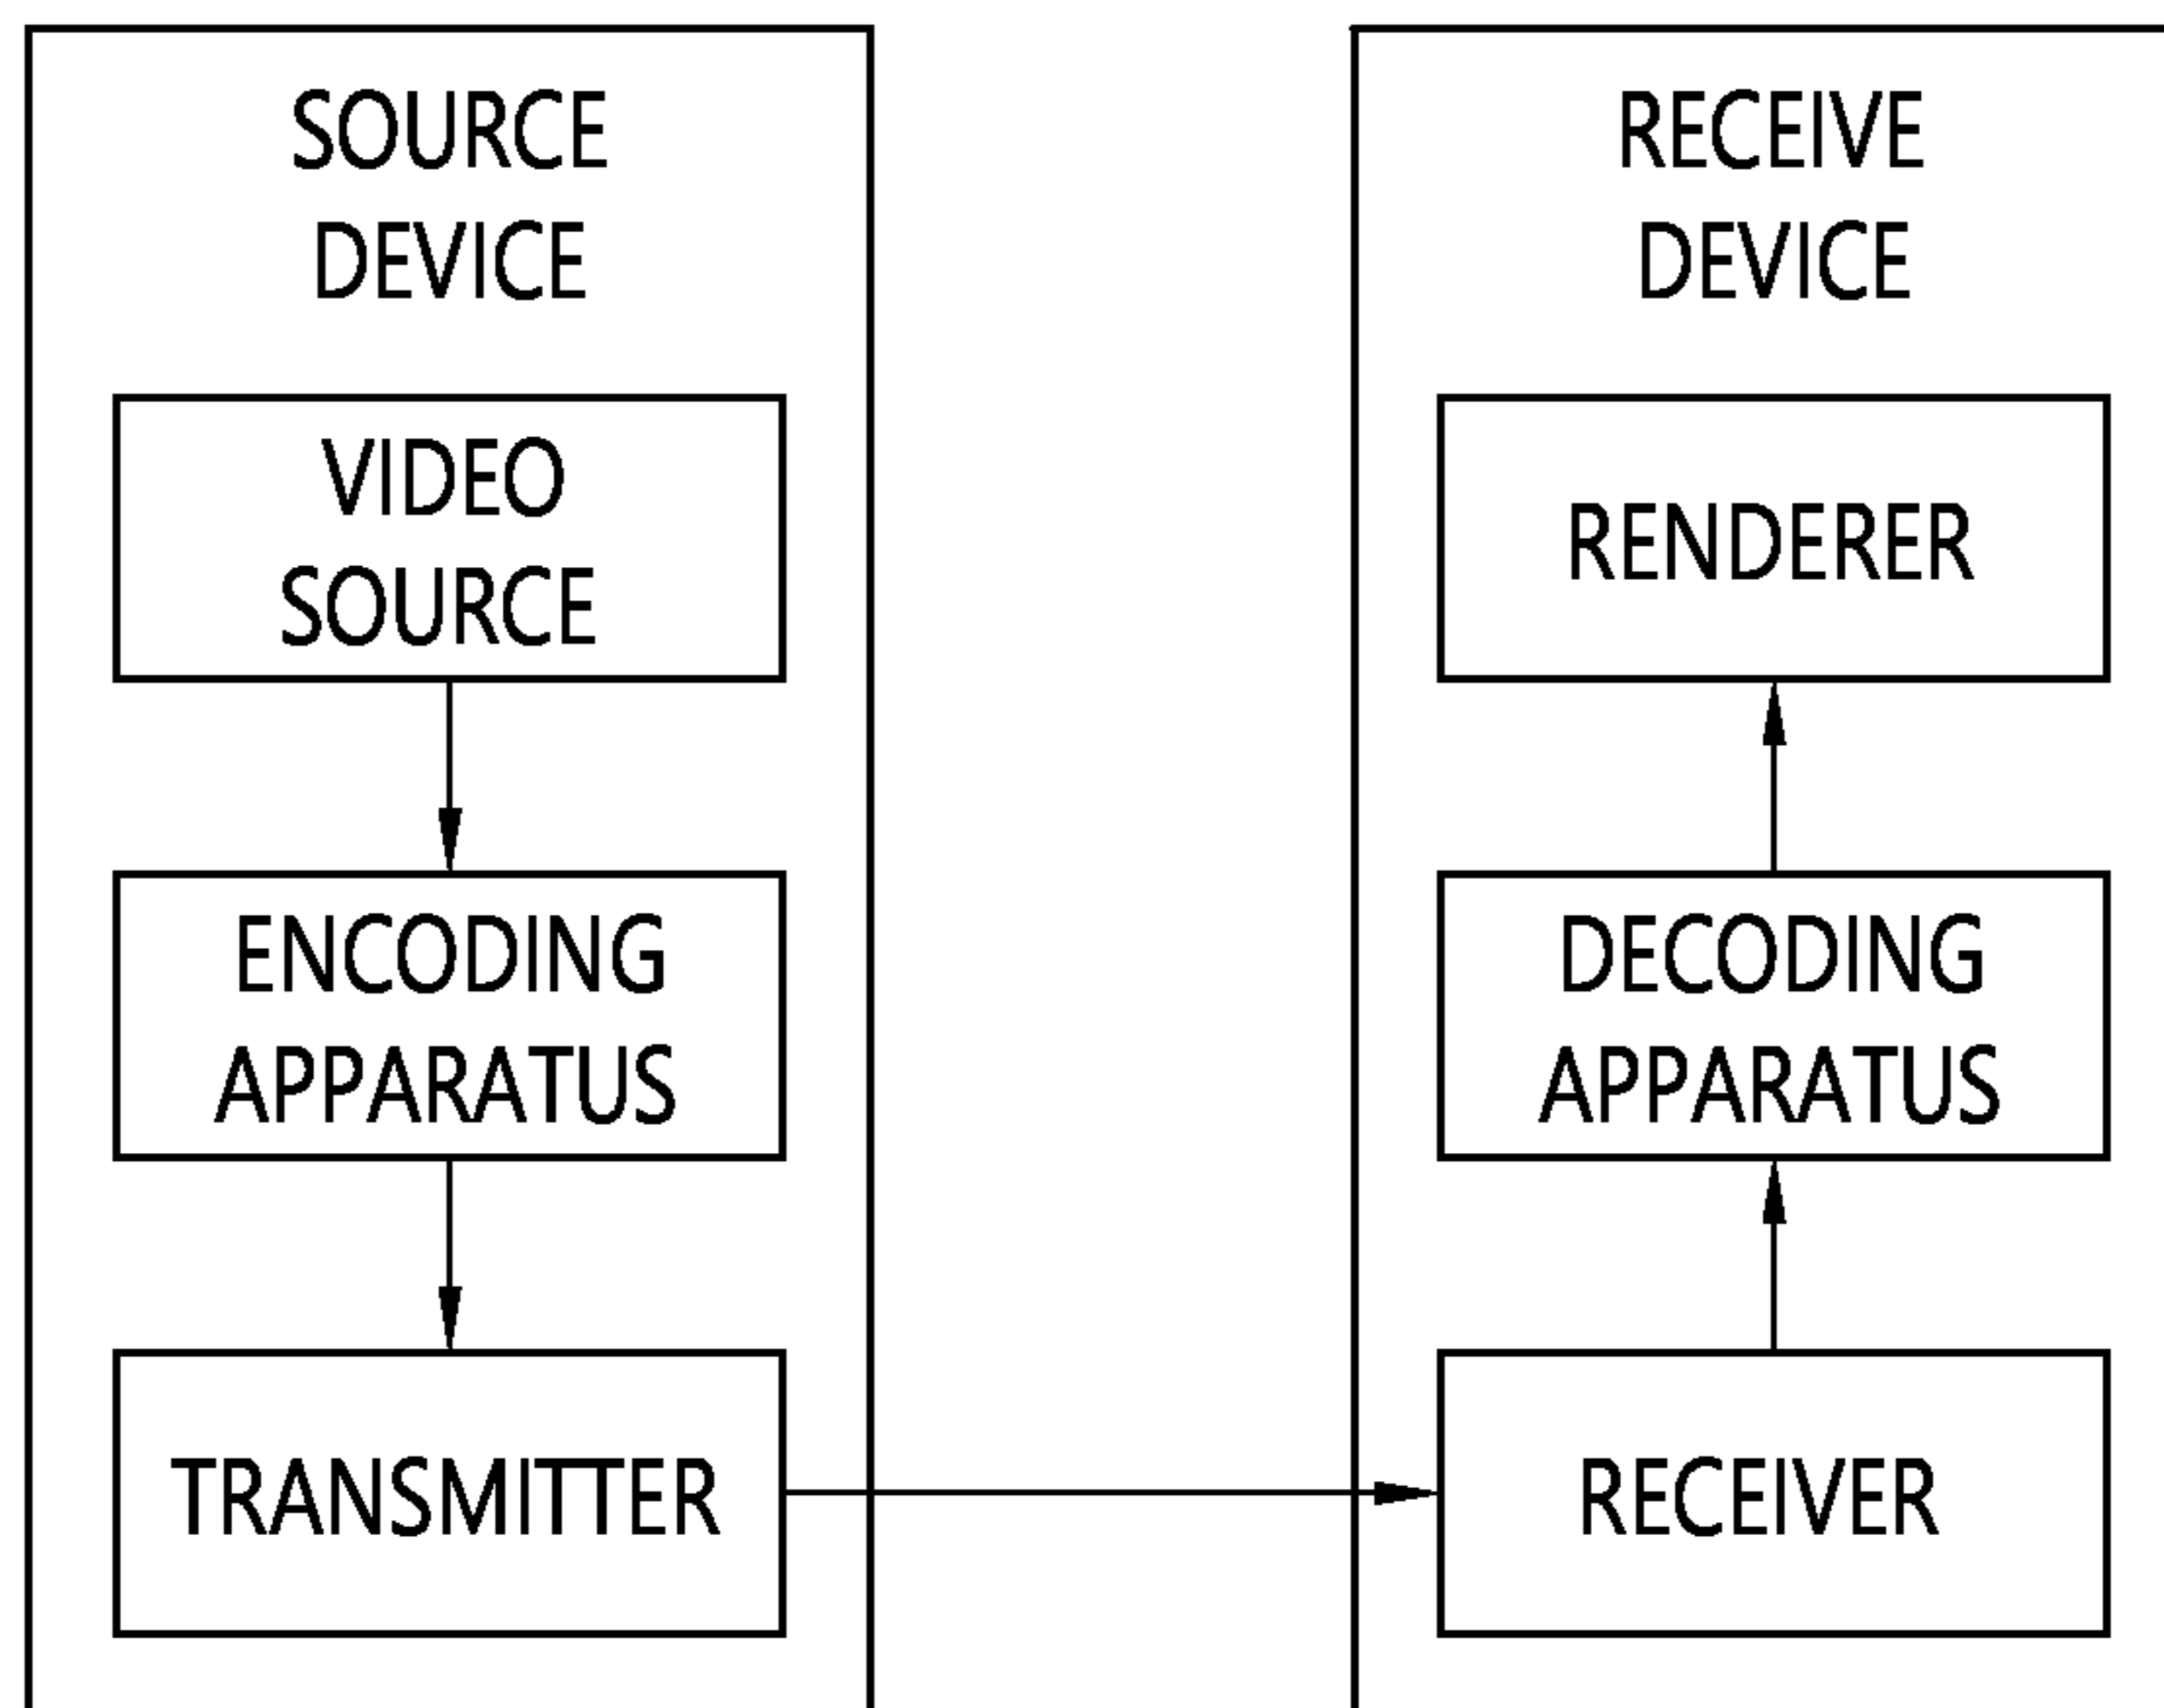 SOURCE
DEVICE
VIDEO
SOURCE
ENCODING
APPARATUS
TRANSMITTER
RECEIVE
DEVICE
RENDERER
DECODING
APPARATUS
RECEIVER